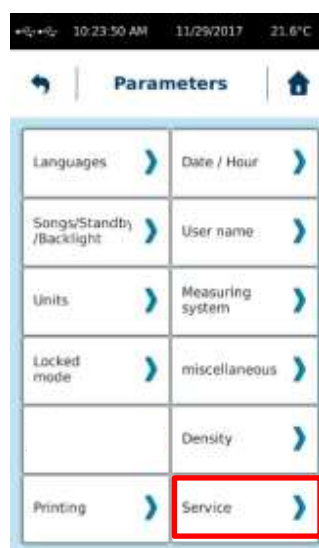 10:23:50 AM 11/29/2017 21.6°C
Parameters
Languages
Date / Hour
Songs/Standby
/Backlight
User name
Units
Measuring
system
Locked
mode
miscellaneous
Density
Printing
Service